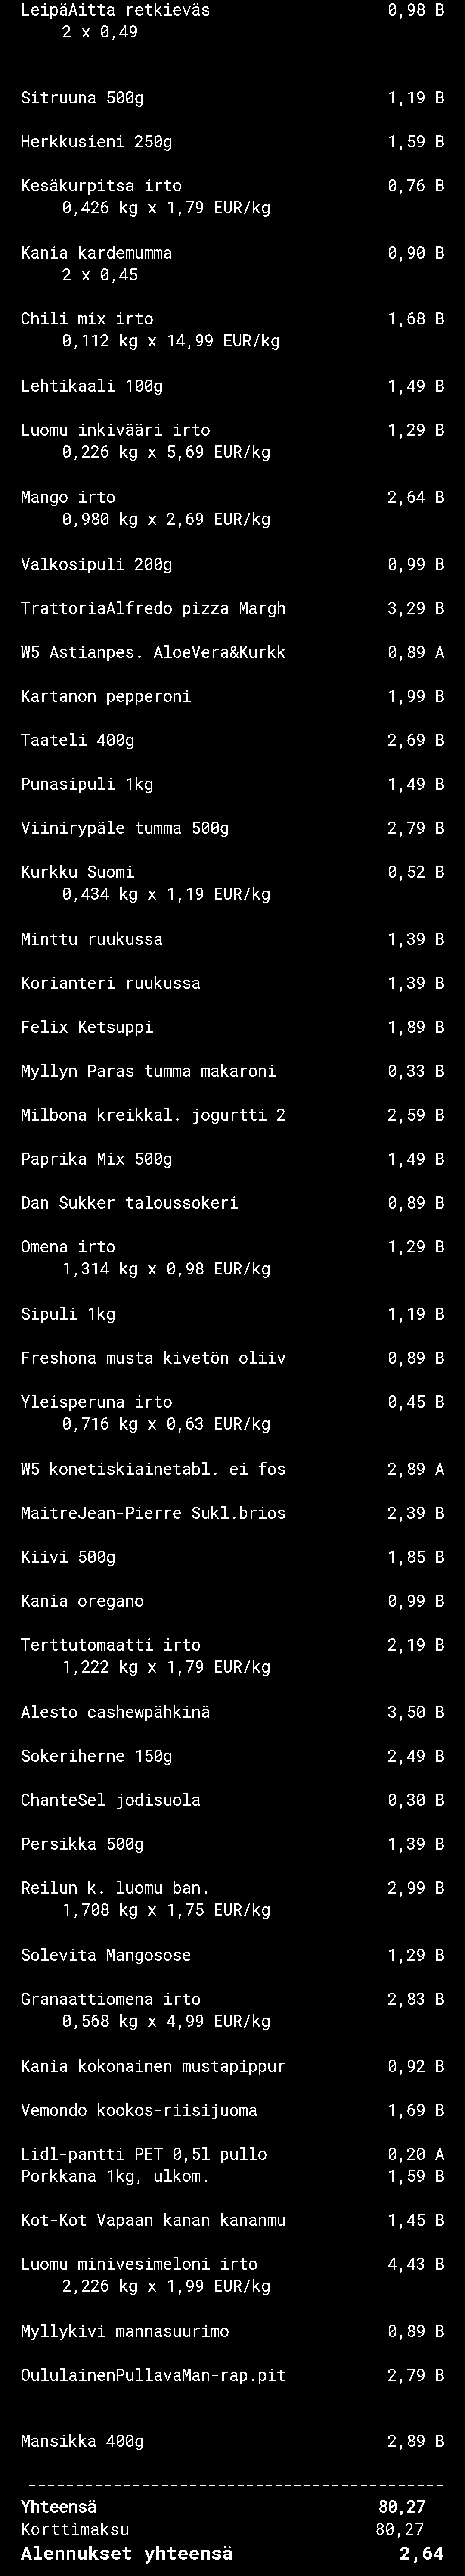 LeipäAitta retkieväs 0,98 B
2 x 0,49
Sitruuna 500g 1,19 B
Herkkusieni 250g 1,59 B
Kesäkurpitsa irto 0,76 B
0,426 kg x 1,79 EUR/kg
Kania kardemumma 0,90 B
2 x 0,45
Chili mix irto 1,68 B
0,112 kg x 14,99 EUR/kg
Lehtikaali 100g 1,49 B
Luomu inkivääri irto 1,29 B
0,226 kg x 5,69 EUR/kg
Mango irto 2,64 B
0,980 kg x 2,69 EUR/kg
Valkosipuli 200g 0,99 B
TrattoriaAlfredo pizza Margh 3,29 B
W5 Astianpes. AloeVera&Kurkk 0,89 A
Kartanon pepperoni 1,99 B
Taateli 400g 2,69 B
Punasipuli 1kg 1,49 B
Viinirypäle tumma 500g 2,79 B
Kurkku Suomi 0,52 B
0,434 kg x 1,19 EUR/kg
Minttu ruukussa 1,39 B
Korianteri ruukussa 1,39 B
Felix Ketsuppi 1,89 B
Myllyn Paras tumma makaroni 0,33 B
Milbona kreikkal. jogurtti 2 2,59 B
Paprika Mix 500g 1,49 B
Dan Sukker taloussokeri 0,89 B
Omena irto 1,29 B
1,314 kg x 0,98 EUR/kg
Sipuli 1kg 1,19 B
Freshona musta kivetön oliiv 0,89 B
Yleisperuna irto 0,45 B
0,716 kg x 0,63 EUR/kg
W5 konetiskiainetabl. ei fos 2,89 A
MaitreJean-Pierre Sukl.brios 2,39 B
Kiivi 500g 1,85 B
Kania oregano 0,99 B
Terttutomaatti irto 2,19 B
1,222 kg x 1,79 EUR/kg
Alesto cashewpähkinä 3,50 B
Sokeriherne 150g 2,49 B
ChanteSel jodisuola 0,30 B
Persikka 500g 1,39 B
Reilun k. luomu ban. 2,99 B
1,708 kg x 1,75 EUR/kg
Solevita Mangosose 1,29 B
Granaattiomena irto 2,83 B
0,568 kg x 4,99 EUR/kg
Kania kokonainen mustapippur 0,92 B
Vemondo kookos-riisijuoma 1,69 B
Lidl-pantti PET 0,5l pullo 0,20 A
Porkkana 1kg, ulkom. 1,59 B
Kot-Kot Vapaan kanan kananmu 1,45 B
Luomu minivesimeloni irto 4,43 B
2,226 kg x 1,99 EUR/kg
Myllykivi mannasuurimo 0,89 B
OululainenPullavaMan-rap.pit 2,79 B
Mansikka 400g 2,89 B
--------------------------------------------
Yhteensä 80,27
Korttimaksu 80,27
Alennukset yhteensä 2,64